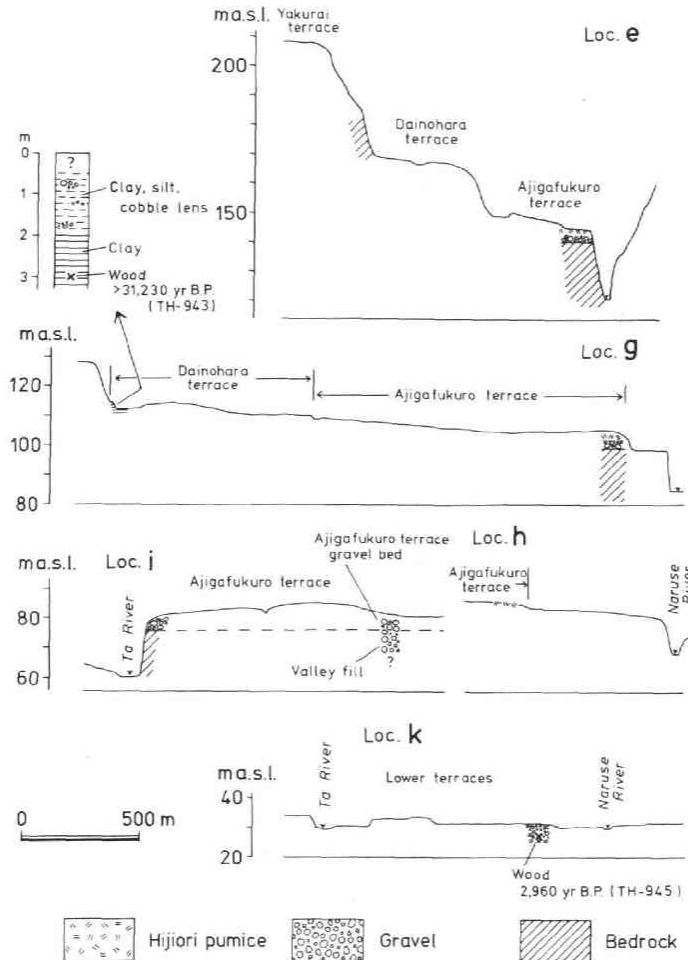 m a.s.l. Yakurai
terrace
Loc. e
200
150
Dainohara
terrace
Ajigafukuro
terrace
m
0
1
2
3
?
Clay, silt,
cobble lens
Clay
Wood
>31,230 yr B.P.
(TH-943)
m a.s.l.
Loc. g
120
100
80
Dainohara
terrace
Ajigafukuro terrace
m a.s.l.
Loc. j
80
60
Ta River
Ajigafukuro terrace
Ajigafukuro terrace
gravel bed
Valley fill
?
Loc. h
Ajigafukuro
terrace
Naruse
River
Loc. k
m a.s.l.
40
20
Ta River
Lower terraces
Naruse
River
Wood
2,960 yr B.P. (TH-945)
0 500 m
Hijiori pumice
Gravel
Bedrock